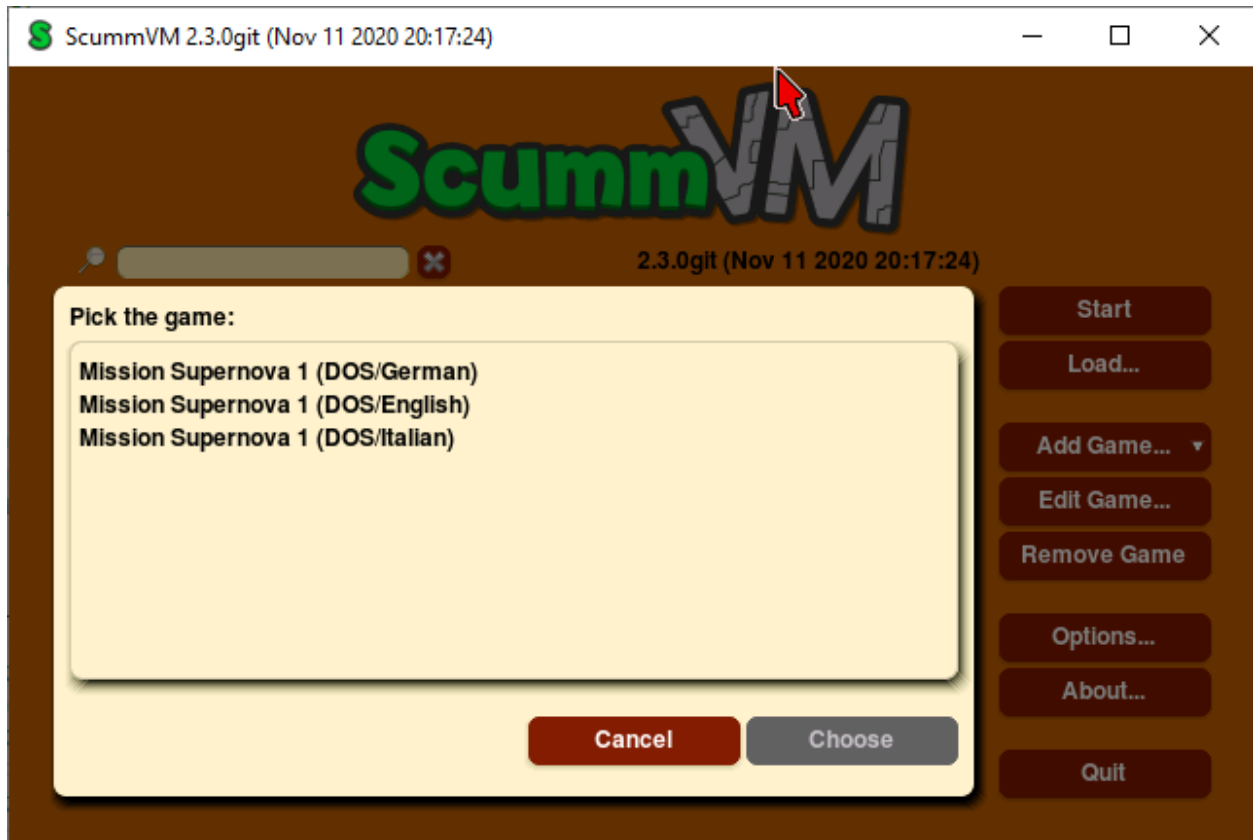 ScummVM 2.3.0git (Nov 11 2020 20:17:24)
ScummVM
2.3.0git (Nov 11 2020 20:17:24)
Pick the game:
Mission Supernova 1 (DOS/German)
Mission Supernova 1 (DOS/English)
Mission Supernova 1 (DOS/Italian)
Cancel
Choose
Start
Load...
Add Game...
Edit Game...
Remove Game
Options...
About...
Quit